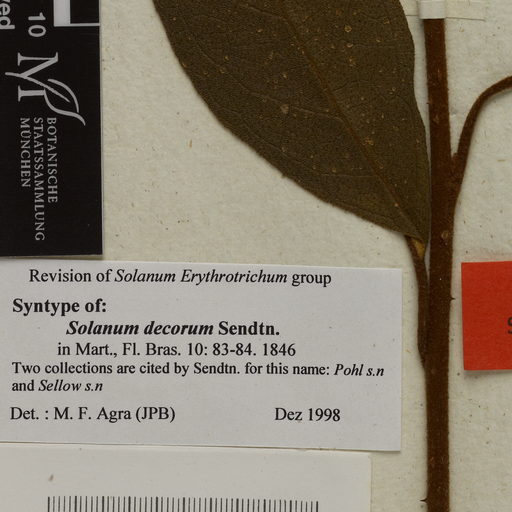 10
BOTANISCHE
STAATSSAMMLUNG
MÜNCHEN
Revision of Solanum Erythrotrichum group
Syntype of:
Solanum decorum Sendtn.
in Mart., Fl. Bras. 10: 83-84. 1846
Two collections are cited by Sendtn. for this name: Pohl s.n
and Sellow s.n
Det. : M. F. Agra (JPB) Dez 1998